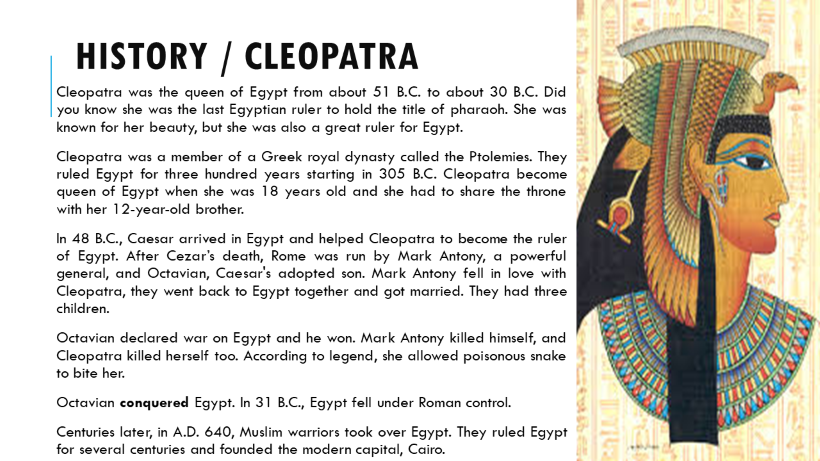 HISTORY / CLEOPATRA
Cleopatra was the queen of Egypt from about 51 B.C. to about 30 B.C. Did
you know she was the last Egyptian ruler to hold the title of pharaoh. She was
known for her beauty, but she was also a great ruler for Egypt.
Cleopatra was a member of a Greek royal dynasty called the Ptolemies. They
ruled Egypt for three hundred years starting in 305 B.C. Cleopatra become
queen of Egypt when she was 18 years old and she had to share the throne
with her 12-year-old brother.
In 48 B.C., Caesar arrived in Egypt and helped Cleopatra to become the ruler
of Egypt. After Cezar's death, Rome was run by Mark Antony, a powerful
general, and Octavian, Caesar's adopted son. Mark Antony fell in love with
Cleopatra, they went back to Egypt together and got married. They had three
children.
Octavian declared war on Egypt and he won. Mark Antony killed himself, and
Cleopatra killed herself too. According to legend, she allowed poisonous snake
to bite her.
Octavian conquered Egypt. In 31 B.C., Egypt fell under Roman control.
Centuries later, in A.D. 640, Muslim warriors took over Egypt. They ruled Egypt
for several centuries and founded the modern capital, Cairo.